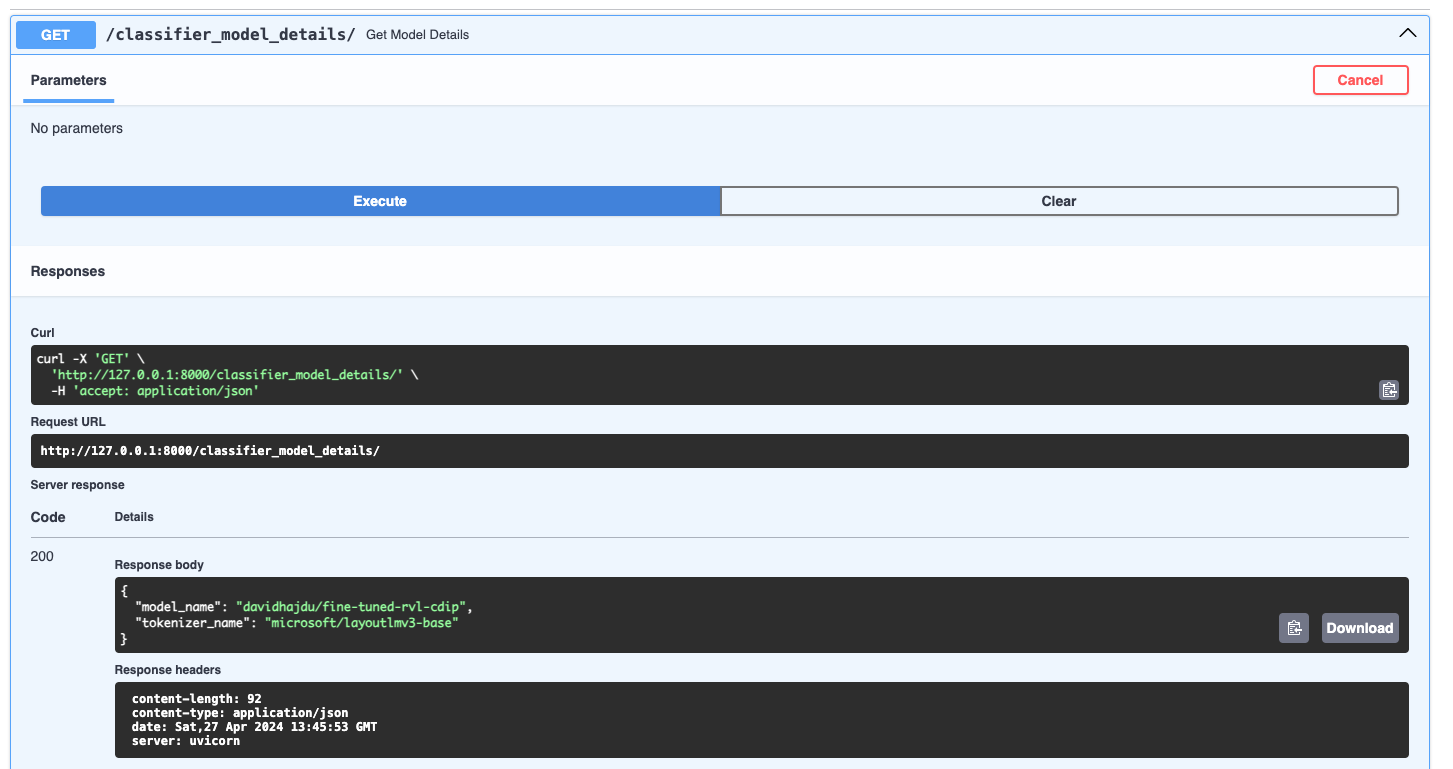 GET /classifier_model_details/ Get Model Details
Parameters
Cancel
No parameters
Execute
Clear
Responses
Curl
curl -X 'GET' \
  'http://127.0.0.1:8000/classifier_model_details/' \
  -H 'accept: application/json'
Request URL
http://127.0.0.1:8000/classifier_model_details/
Server response
Code Details
200
Response body
{
  "model_name": "davidhajdu/fine-tuned-rvl-cdip",
  "tokenizer_name": "microsoft/layoutlmv3-base"
}
Download
Response headers
content-length: 92
content-type: application/json
date: Sat,27 Apr 2024 13:45:53 GMT
server: uvicorn